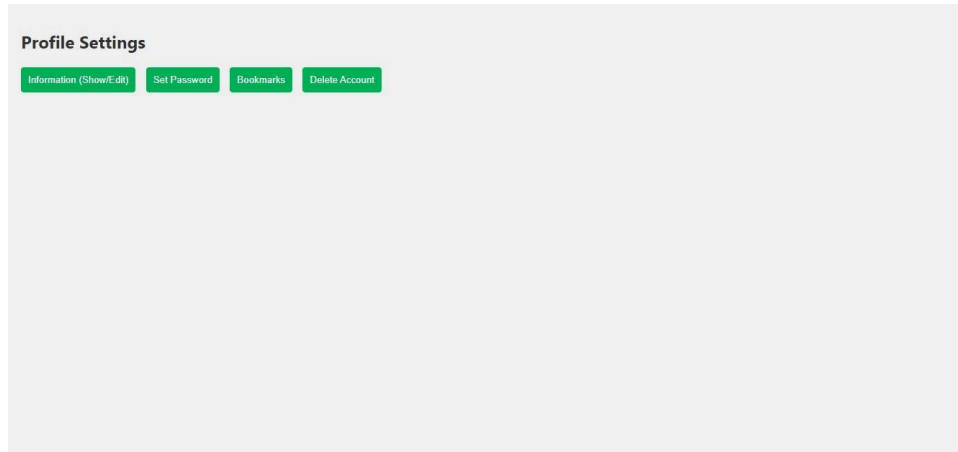 Profile Settings
Information (Show/Edit) Set Password Bookmarks Delete Account